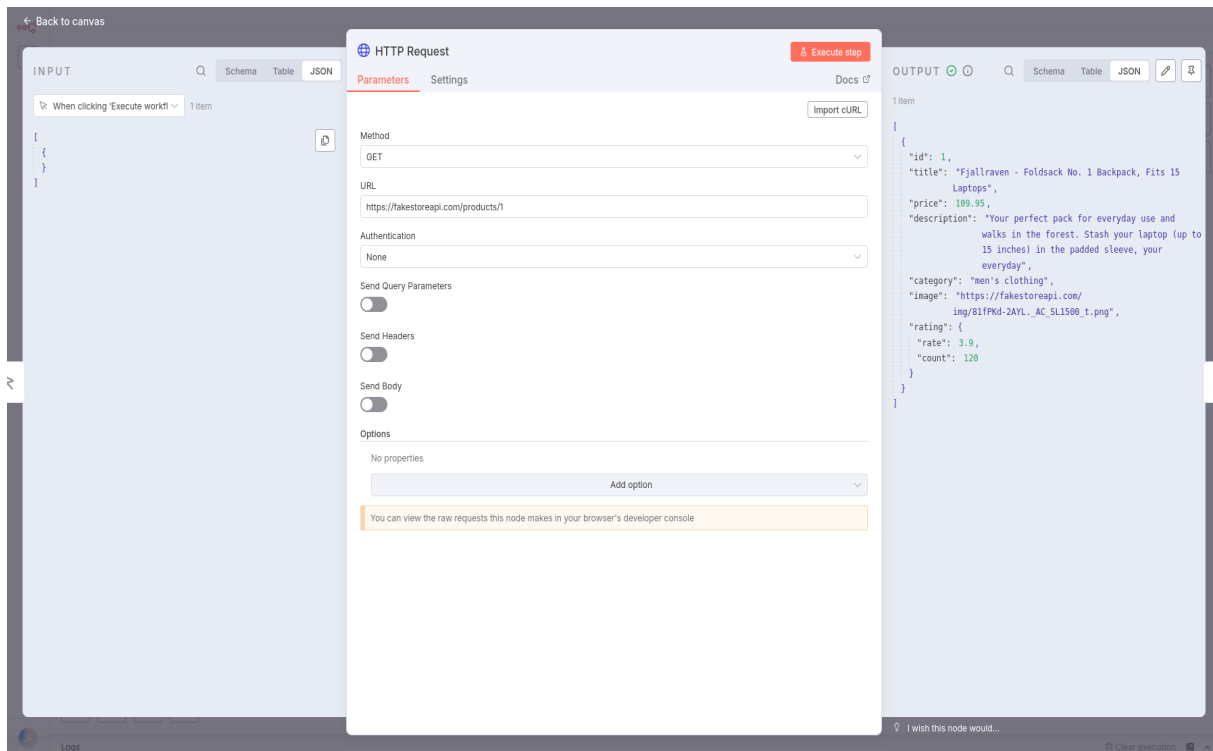 Back to canvas
INPUT
Schema
Table
JSON
When clicking 'Execute workfl
1 item
[
{
}
]
HTTP Request
Execute step
Parameters
Settings
Docs
Import cURL
Method
GET
URL
https://fakestoreapi.com/products/1
Authentication
None
Send Query Parameters
Send Headers
Send Body
Options
No properties
Add option
You can view the raw requests this node makes in your browser's developer console
OUTPUT
Schema
Table
JSON
1 item
[
{
"id": 1,
"title": "Fjallraven - Foldsack No. 1 Backpack, Fits 15
Laptops",
"price": 109.95,
"description": "Your perfect pack for everyday use and
walks in the forest. Stash your laptop (up to
15 inches) in the padded sleeve, your
everyday",
"category": "men's clothing",
"image": "https://fakestoreapi.com/
img/81fPKd-2AYL._AC_SL1500_t.png",
"rating": {
"rate": 3.9,
"count": 120
}
}
]
I wish this node would...
Logs
Clear execution